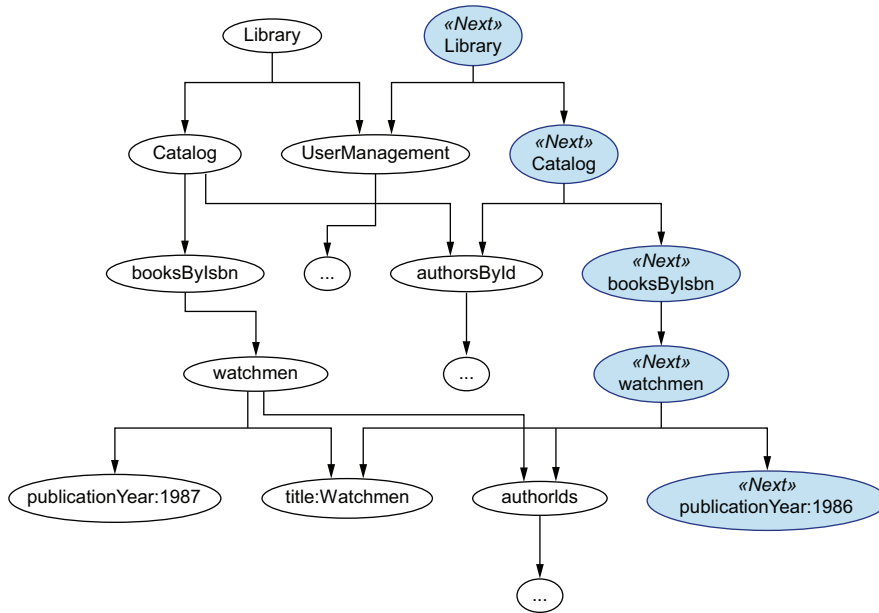 Library
«Next»
Library
Catalog
UserManagement
«Next»
Catalog
booksByIsbn
...
authorsById
«Next»
booksByIsbn
watchmen
...
«Next»
watchmen
publicationYear:1987
title:Watchmen
authorIds
«Next»
publicationYear:1986
...